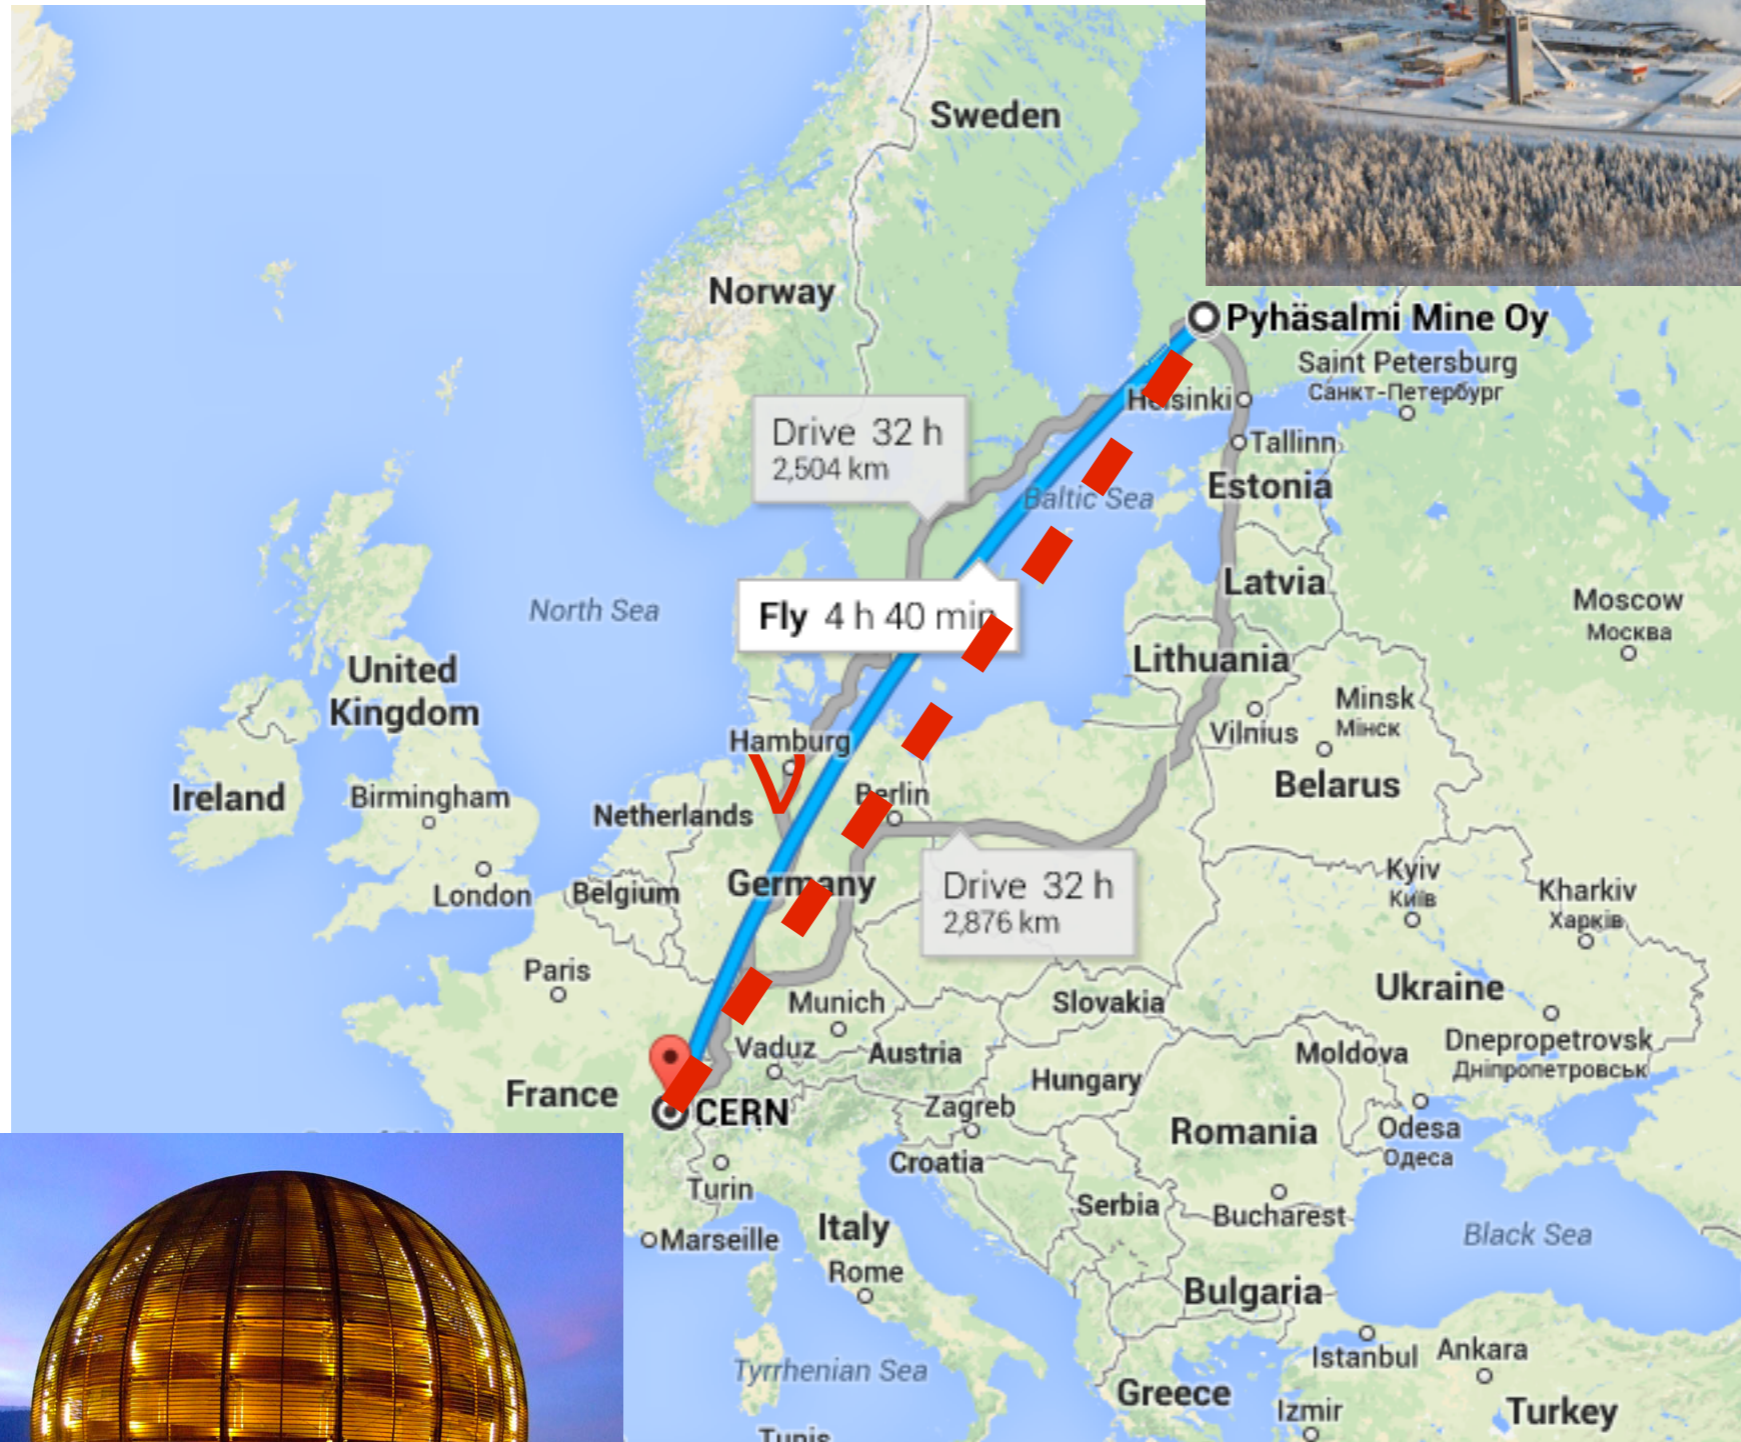 Sweden
Norway
Pyhäsalmi Mine Oy
Saint Petersburg
Санкт-Петербург
Helsinki
Drive 32 h
2,504 km
Tallinn
Baltic Sea
Estonia
Latvia
Fly 4 h 40 min
North Sea
Moscow
Москва
United
Kingdom
Lithuania
Minsk
Мінск
Vilnius
Hamburg
ν
Belarus
Ireland
Birmingham
Netherlands
Berlin
London
Belgium
Germany
Drive 32 h
2,876 km
Kyiv
Київ
Kharkiv
Харків
Paris
Munich
Slovakia
Ukraine
Vaduz
Austria
Moldova
Dnepropetrovsk
Дніпропетровськ
France
CERN
Hungary
Zagreb
Romania
Odesa
Одеса
Croatia
Turin
Serbia
Bucharest
Marseille
Italy
Black Sea
Rome
Bulgaria
Istanbul
Ankara
Tyrrhenian Sea
Greece
Izmir
Turkey
Tunis